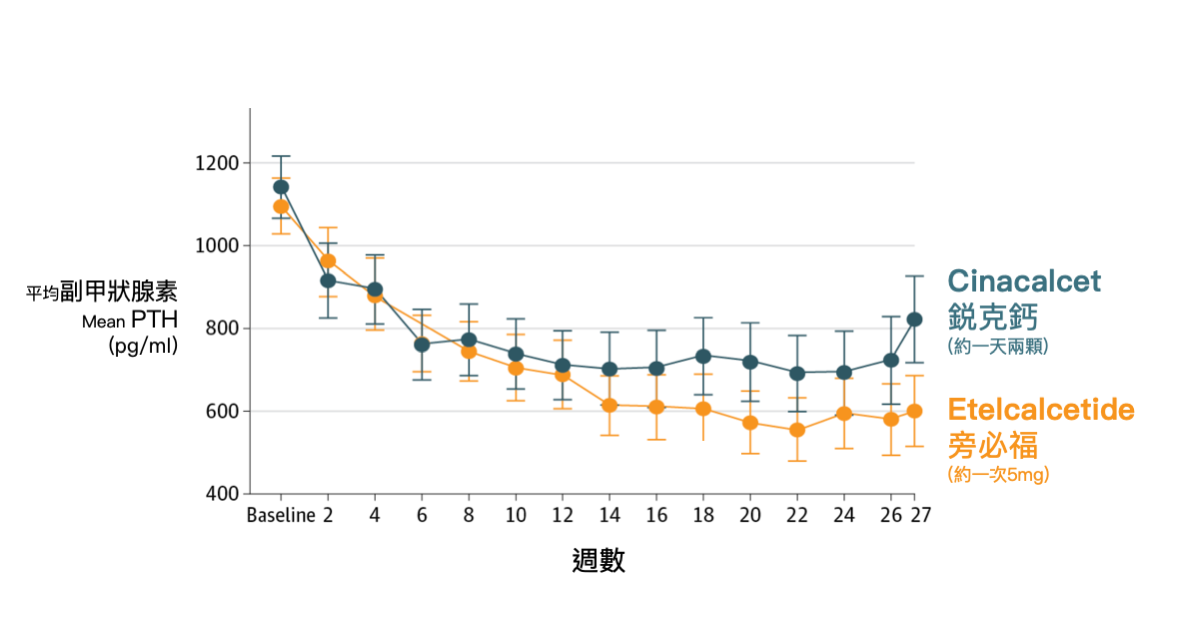 1200
1000
800
600
400
平均副甲狀腺素
Mean PTH
(pg/ml)
Baseline 2 4 6 8 10 12 14 16 18 20 22 24 26 27
週數
Cinacalcet
鋭克鈣
(約一天兩顆)
Etelcalcetide
旁必福
(約一次5mg)